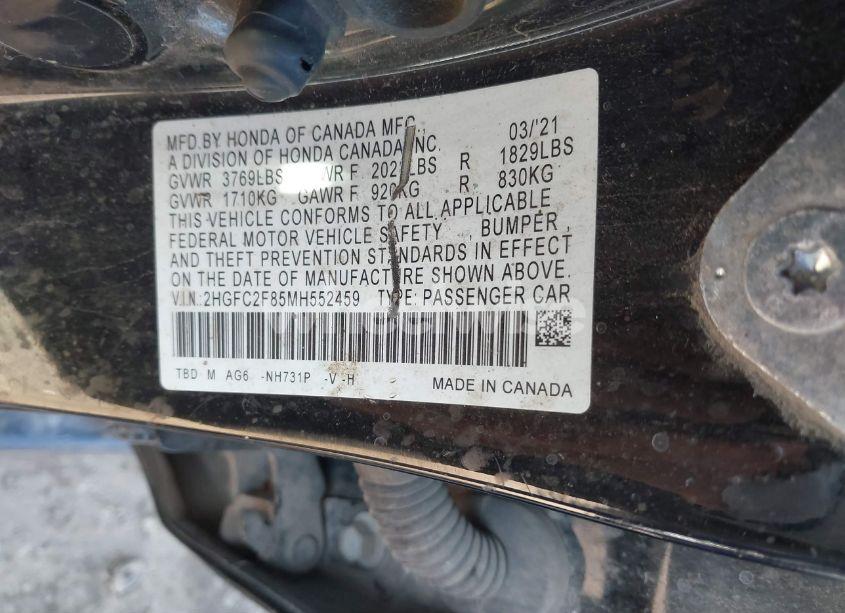 MFD.BY HONDA OF CANADA MFG. 03/'21
A DIVISION OF HONDA CANADA INC.
GVWR 3769LBS GAWR F 2028LBS R 1829LBS
GVWR 1710KG GAWR F 920KG R 830KG
THIS VEHICLE CONFORMS TO ALL APPLICABLE
FEDERAL MOTOR VEHICLE SAFETY , BUMPER,
AND THEFT PREVENTION STANDARDS IN EFFECT
ON THE DATE OF MANUFACTURE SHOWN ABOVE.
V.I.N.:2HGFC2F85MH552459 TYPE: PASSENGER CAR
TBD M AG6 -NH731P -V -H MADE IN CANADA